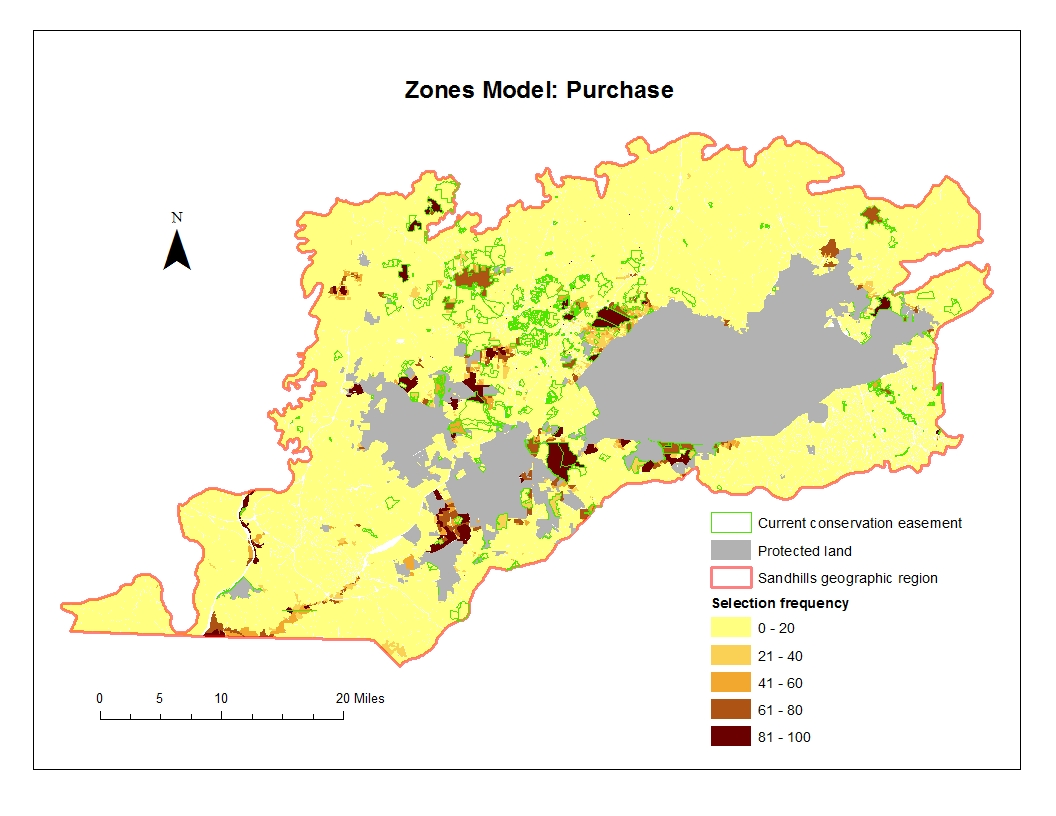 Zones Model: Purchase
N
Current conservation easement
Protected land
Sandhills geographic region
Selection frequency
0 - 20
21 - 40
41 - 60
61 - 80
81 - 100
0 5 10 20 Miles